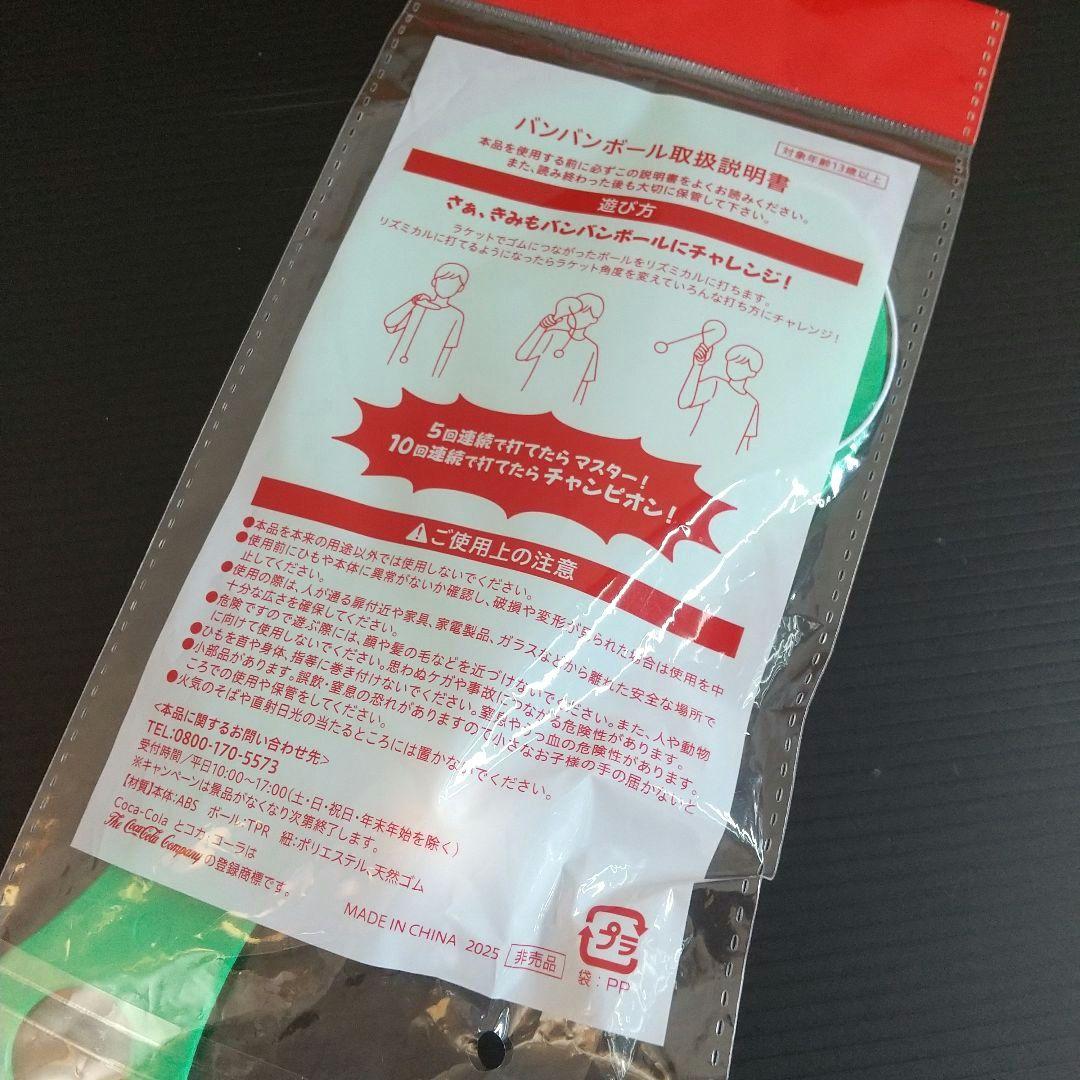 バンバンボール取扱説明書
対象年齢13歳以上
本品を使用する前に必ずこの説明書をよくお読みください。
また、読み終わった後も大切に保管して下さい。
遊び方
さぁ、きみもバンバンボールにチャレンジ!
ラケットでゴムにつながったボールをリズミカルに打ちます。
リズミカルに打てるようになったらラケット角度を変えていろんな打ち方にチャレンジ!
5回連続で打てたら マスター!
10回連続で打てたら チャンピオン!
ご使用上の注意
●本品を本来の用途以外では使用しないでください。
●使用前にひもや本体に異常がないか確認し、破損や変形が見られた場合は使用を中
止してください。
●使用の際は、人が通る扉付近や家具、家電製品、ガラスなどから離れた安全な場所で
十分な広さを確保してください。
●危険ですので遊ぶ際には、顔や髪の毛などを近づけないでください。また、人や動物
に向けて使用しないでください。思わぬケガや事故につながる危険性があります。
●ひもを首や身体、指等に巻き付けないでください。窒息やうっ血の危険性があります。
●小部品があります。誤飲・窒息の恐れがありますので小さなお子様の手の届かないと
ころでの使用や保管をしてください。
●火気のそばや直射日光の当たるところには置かないでください。
<本品に関するお問い合わせ先>
TEL:0800-170-5573
受付時間/平日10:00~17:00(土・日・祝日・年末年始を除く)
※キャンペーンは景品がなくなり次第終了します。
【材質】本体:ABS ボール:TPR 紐:ポリエステル、天然ゴム
Coca-Cola とコカ・コーラは
The Coca-Cola Company の登録商標です。
MADE IN CHINA 2025 非売品
プラ
袋:PP